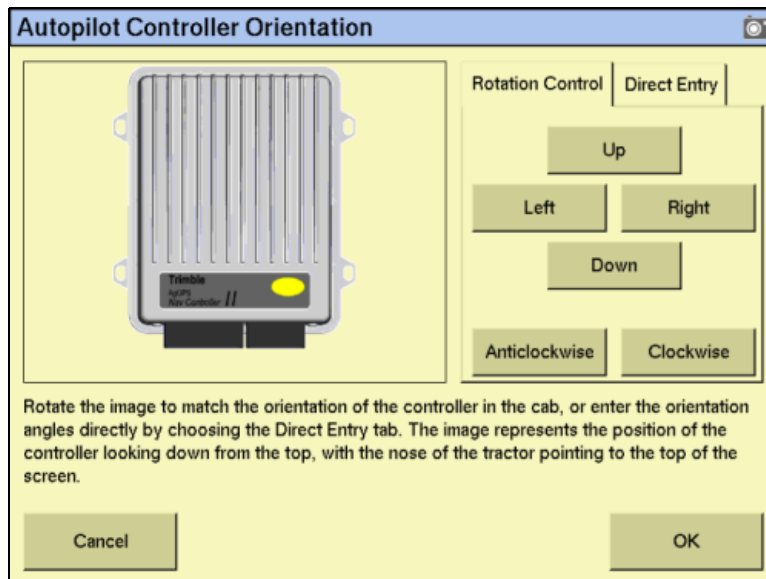 Autopilot Controller Orientation
Rotation Control
Direct Entry
Up
Left
Right
Down
Anticlockwise
Clockwise
Trimble
AgGPS
Nav Controller II
Rotate the image to match the orientation of the controller in the cab, or enter the orientation
angles directly by choosing the Direct Entry tab. The image represents the position of the
controller looking down from the top, with the nose of the tractor pointing to the top of the
screen.
Cancel
OK